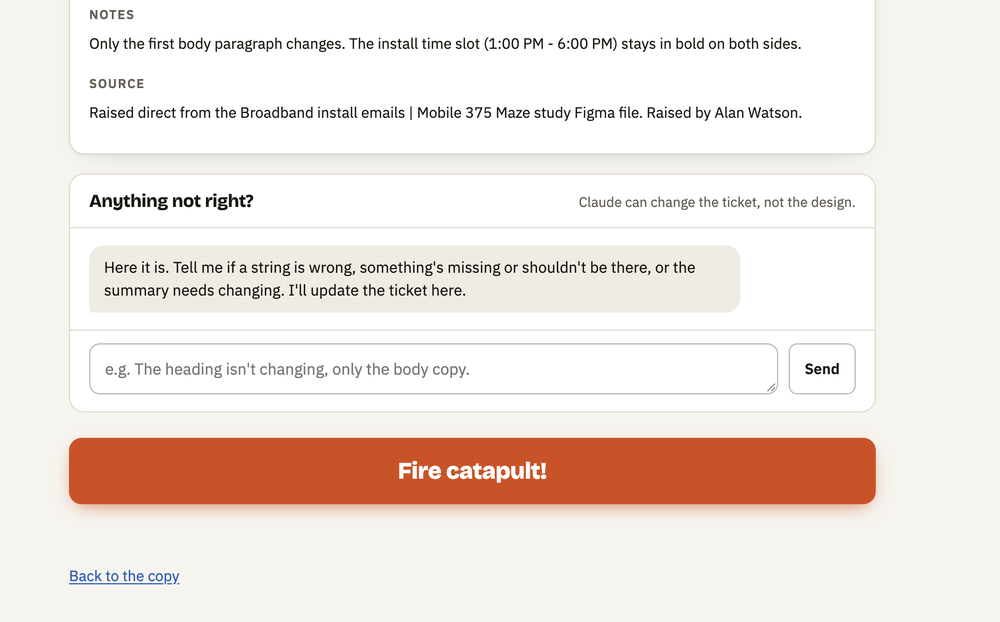 NOTES
Only the first body paragraph changes. The install time slot (1:00 PM - 6:00 PM) stays in bold on both sides.
SOURCE
Raised direct from the Broadband install emails | Mobile 375 Maze study Figma file. Raised by Alan Watson.
Anything not right?
Claude can change the ticket, not the design.
Here it is. Tell me if a string is wrong, something's missing or shouldn't be there, or the
summary needs changing. I'll update the ticket here.
e.g. The heading isn't changing, only the body copy.
Send
Fire catapult!
Back to the copy